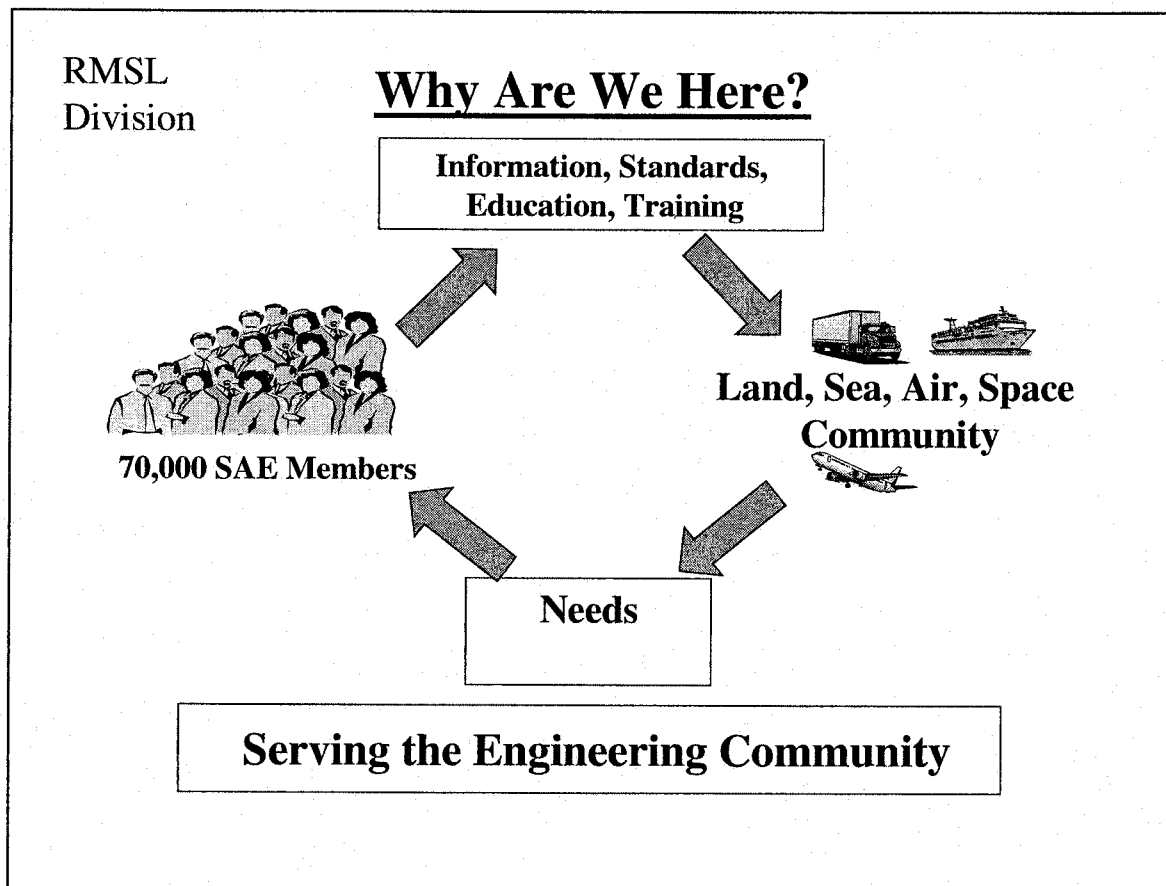 RMSL
Division
Why Are We Here?
Information, Standards,
Education, Training
Land, Sea, Air, Space
Community
70,000 SAE Members
Needs
Serving the Engineering Community